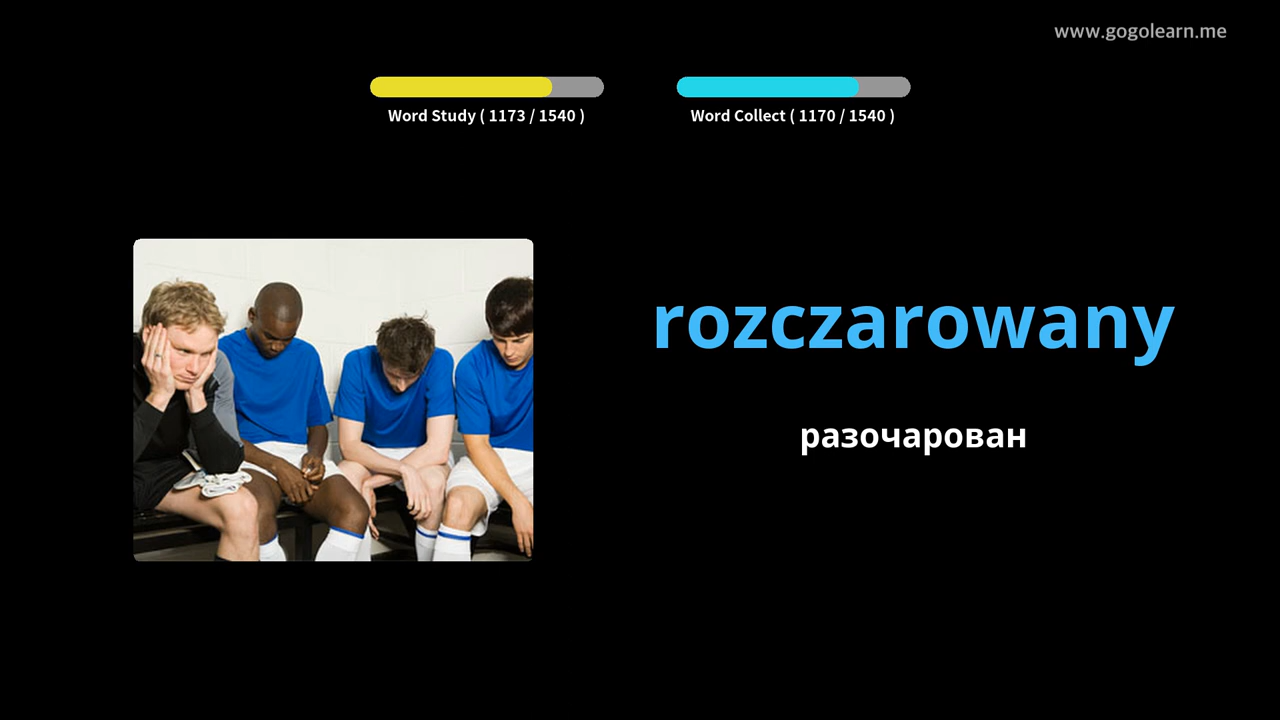 www.gogolearn.me
Word Study ( 1173 / 1540 )
Word Collect ( 1170 / 1540 )
rozczarowany
разочарован